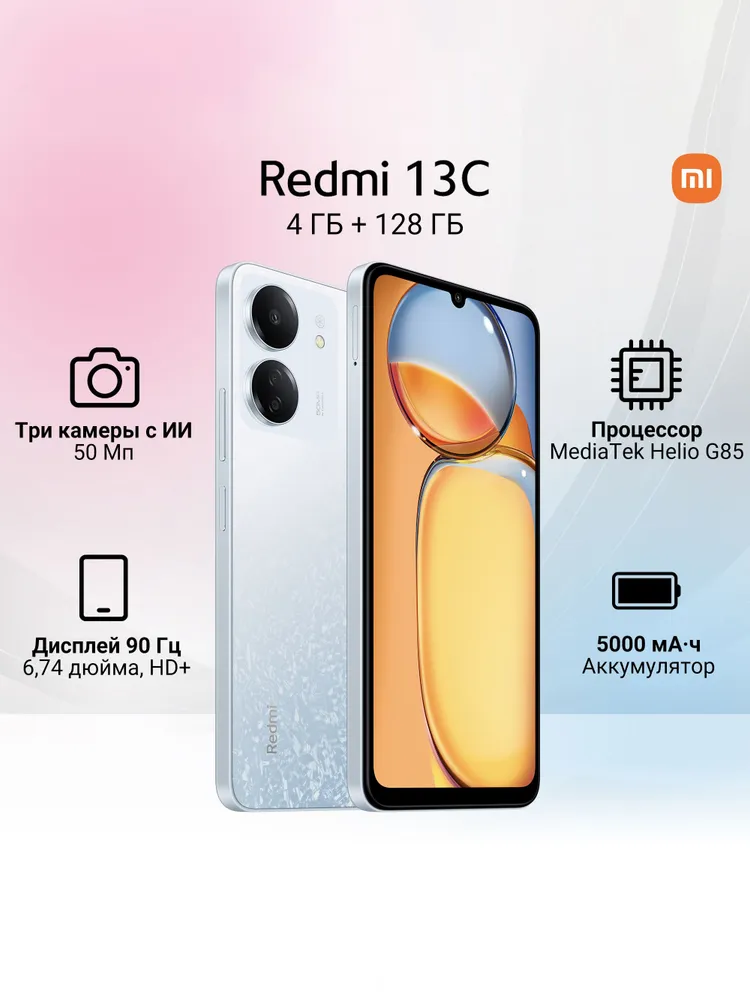 Redmi 13C
4 ГБ + 128 ГБ
mi
Три камеры с ИИ
50 Мп
Процессор
MediaTek Helio G85
Дисплей 90 Гц
6,74 дюйма, HD+
5000 мА·ч
Аккумулятор
Redmi